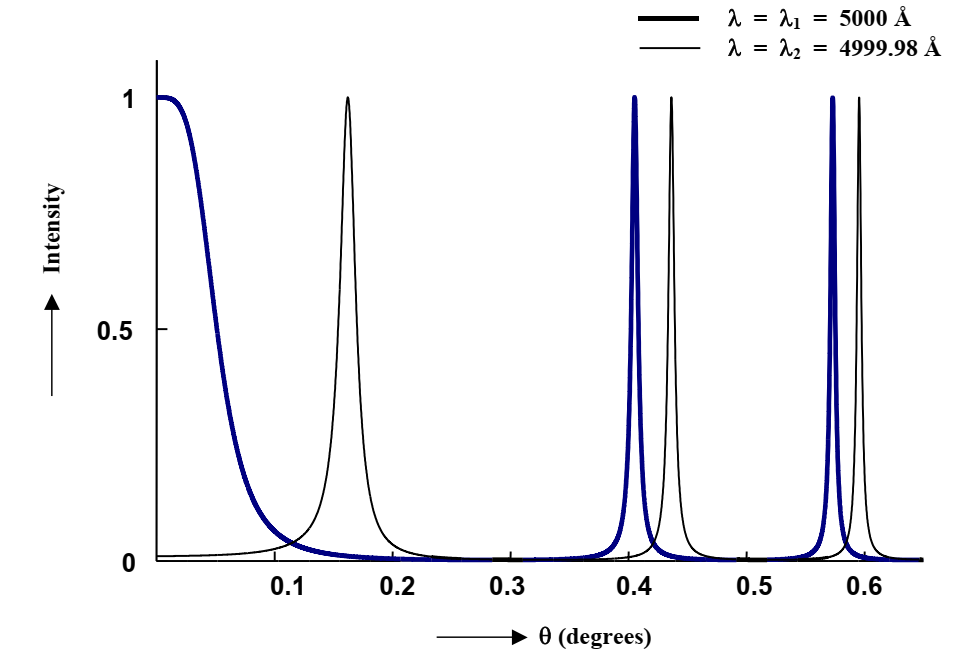 λ = λ₁ = 5000 Å
λ = λ₂ = 4999.98 Å
1
Intensity
0.5
0
0.1 0.2 0.3 0.4 0.5 0.6
θ (degrees)